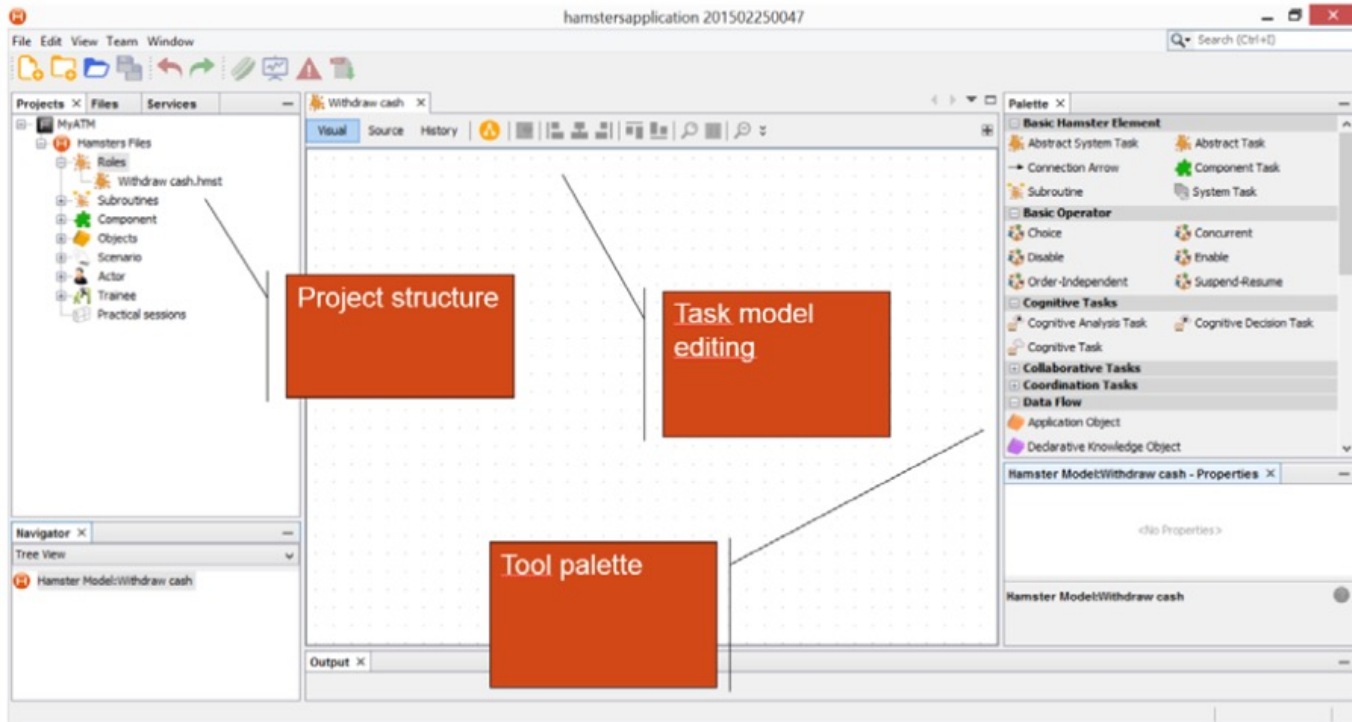 hamstersapplication 201502250047
File Edit View Team Window
Search (Ctrl+I)
Projects Files Services
MyATM
Hamsters Files
Roles
Withdraw cash.hmst
Subroutines
Component
Objects
Scenario
Actor
Trainee
Practical sessions
Navigator
Tree View
Hamster Model:Withdraw cash
Withdraw cash
Visual Source History
Project structure
Task model
editing
Tool palette
Output
Palette
Basic Hamster Element
Abstract System Task Abstract Task
Connection Arrow Component Task
Subroutine System Task
Basic Operator
Choice Concurrent
Disable Enable
Order-Independent Suspend-Resume
Cognitive Tasks
Cognitive Analysis Task Cognitive Decision Task
Cognitive Task
Collaborative Tasks
Coordination Tasks
Data Flow
Application Object
Declarative Knowledge Object
Hamster Model:Withdraw cash - Properties
<No Properties>
Hamster Model:Withdraw cash